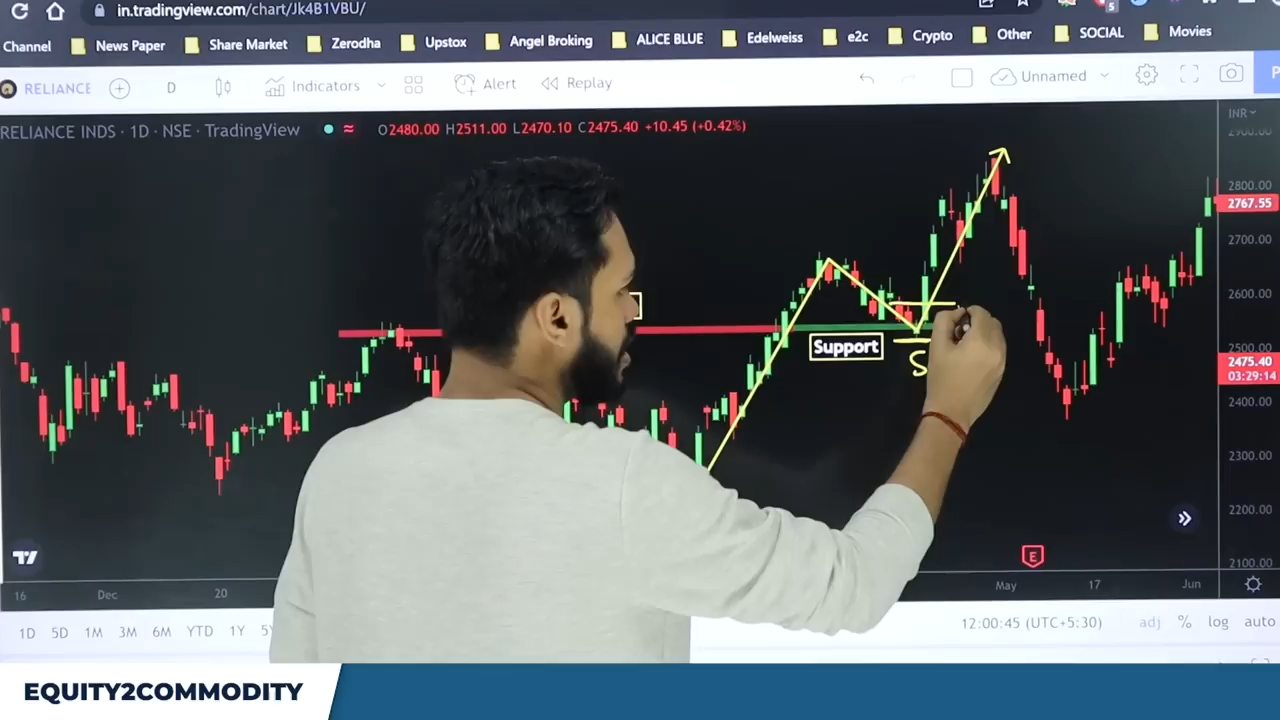 in.tradingview.com/chart/Jk4B1VBU/
5
Channel News Paper Share Market Zerodha Upstox Angel Broking ALICE BLUE Edelweiss e2c Crypto Other SOCIAL Movies
RELIANCE D Indicators Alert Replay Unnamed
RELIANCE INDS · 1D · NSE · TradingView O2480.00 H2511.00 L2470.10 C2475.40 +10.45 (+0.42%)
INR
2900.00
2800.00
2767.55
2700.00
2600.00
2500.00
Support
S
2475.40
03:29:14
2400.00
2300.00
2200.00
2100.00
E
16 Dec 20 May 17 Jun
1D 5D 1M 3M 6M YTD 1Y 12:00:45 (UTC+5:30) adj % log auto
EQUITY2COMMODITY